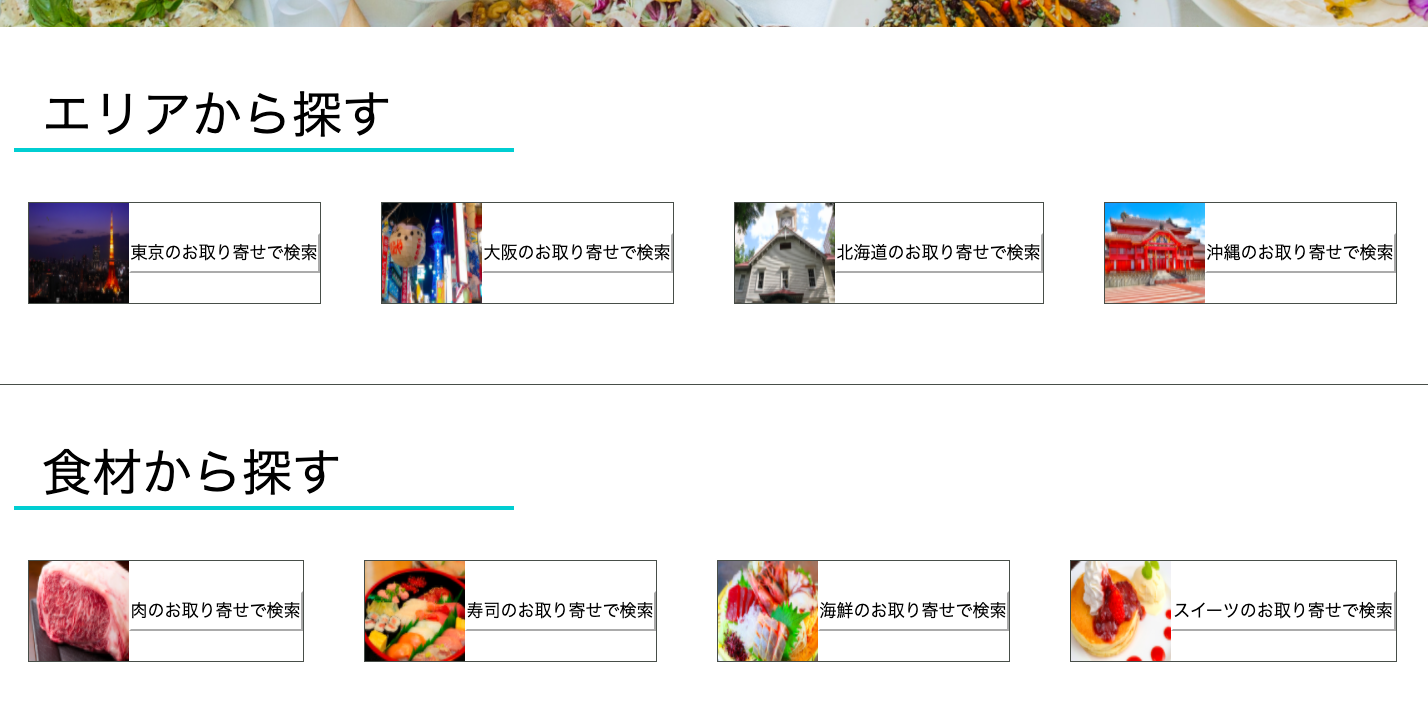 エリアから探す
東京のお取り寄せで検索
大阪のお取り寄せで検索
北海道のお取り寄せで検索
沖縄のお取り寄せで検索
食材から探す
肉のお取り寄せで検索
寿司のお取り寄せで検索
海鮮のお取り寄せで検索
スイーツのお取り寄せで検索